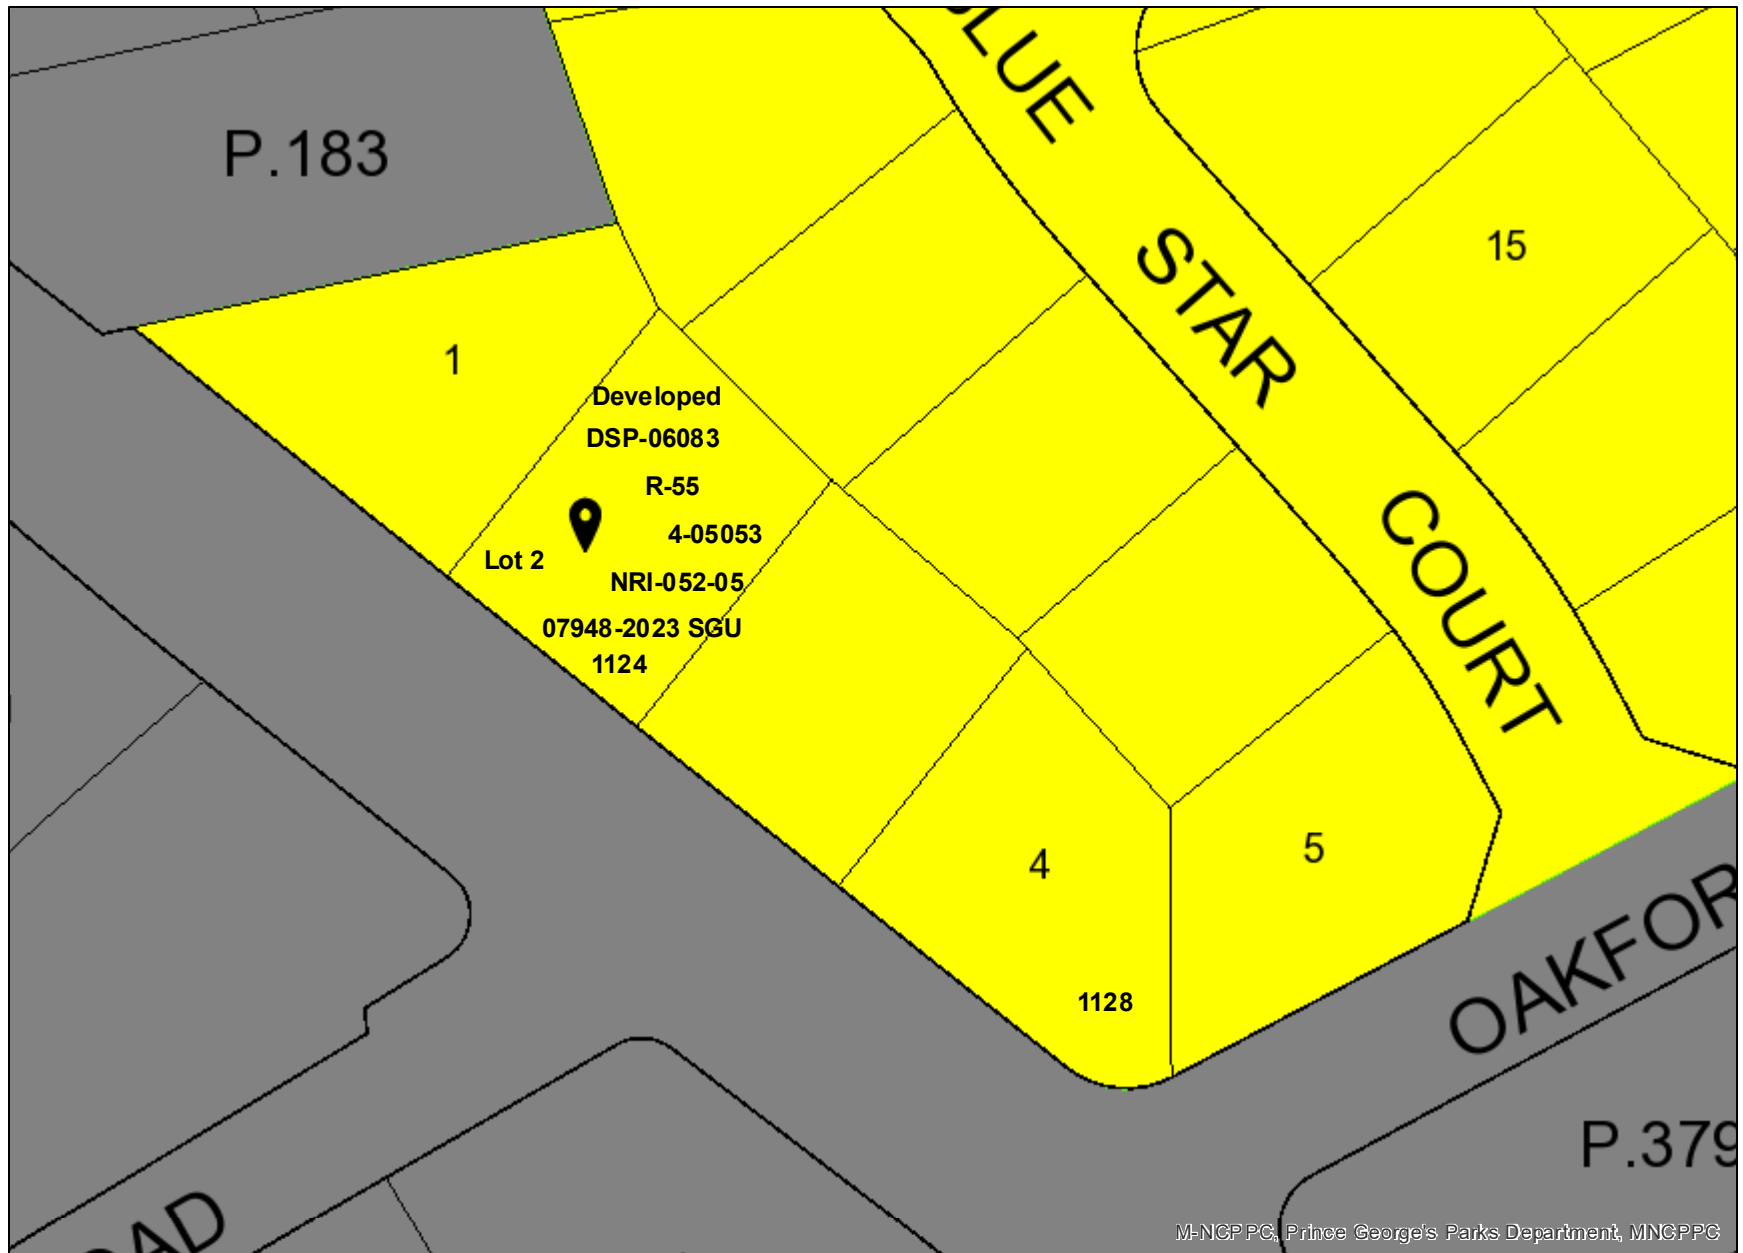 LUE
P.183
STAR
15
1
Developed
DSP-06083
R-55
4-05053
Lot 2
NRI-052-05
07948-2023 SGU
1124
COURT
4
5
1128
OAKFOR
P.379
OAD
M-NCPPC, Prince George's Parks Department, MNCPPC